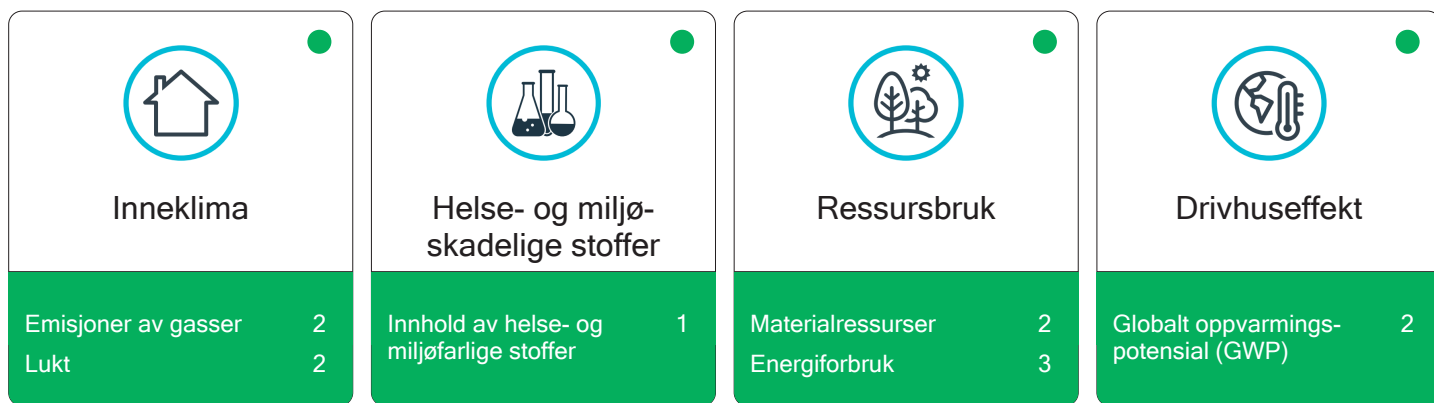 Inneklima
Emisjoner av gasser 2
Lukt 2
Helse- og miljø-
skadelige stoffer
Innhold av helse- og 1
miljøfarlige stoffer
Ressursbruk
Materialressurser 2
Energiforbruk 3
Drivhuseffekt
Globalt oppvarmings- 2
potensial (GWP)